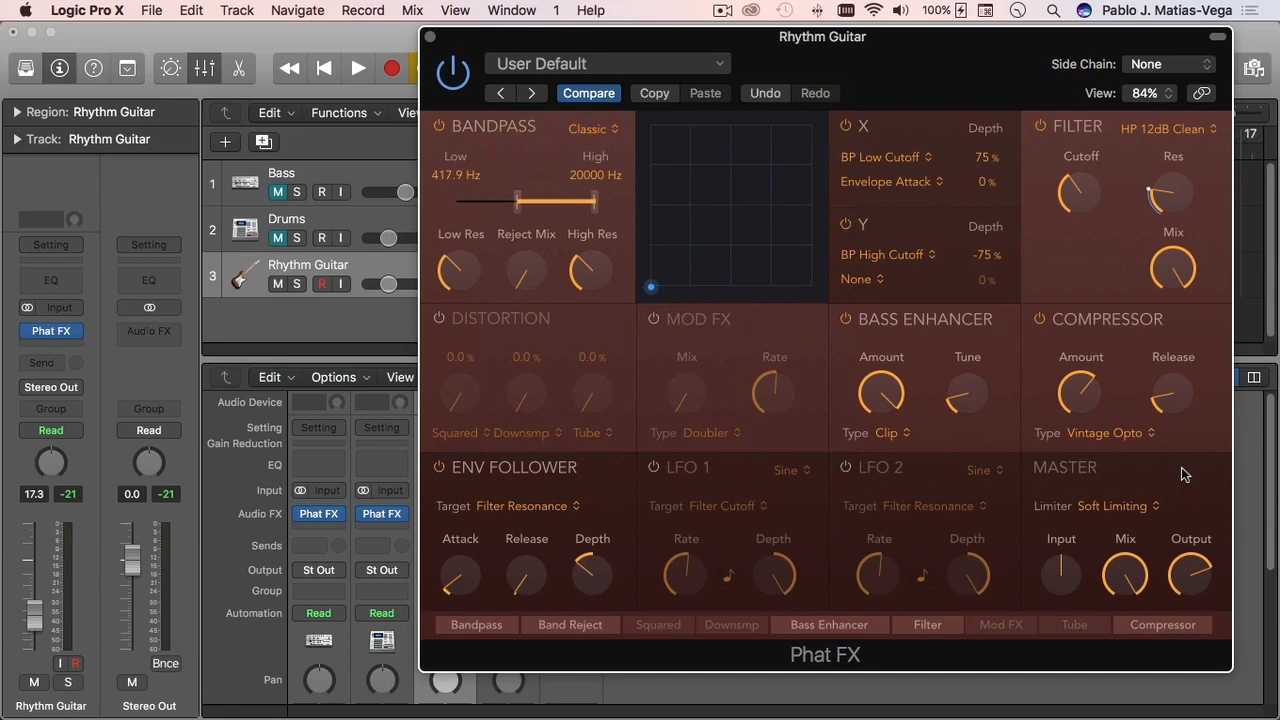 Logic Pro X File Edit Track Navigate Record Mix View Window 1 Help 100% Pablo J. Matias-Vega
Rhythm Guitar
User Default Side Chain: None
Compare Copy Paste Undo Redo View: 84%
Region: Rhythm Guitar
Track: Rhythm Guitar
Edit Functions
17
1 Bass
M S R I
2 Drums
M S R I
3 Rhythm Guitar
M S R I
Setting Setting
EQ EQ
Input
Phat FX Audio FX
Send
Stereo Out
Group Group
Read Read
17.3 -21 0.0 -21
I R Bnce
M S M
Rhythm Guitar Stereo Out
Edit Options View
Audio Device
Setting Setting Setting
Gain Reduction
EQ EQ EQ
Input Input Input
Audio FX Phat FX Phat FX
Sends
Output St Out St Out
Group
Automation Read Read
Pan
BANDPASS Classic
Low High
417.9 Hz 20000 Hz
Low Res Reject Mix High Res
X Depth
BP Low Cutoff 75 %
Envelope Attack 0 %
Y Depth
BP High Cutoff -75 %
None 0 %
FILTER HP 12dB Clean
Cutoff Res
Mix
DISTORTION
0.0 % 0.0 % 0.0 %
Squared Downsmp Tube
MOD FX
Mix Rate
Type Doubler
BASS ENHANCER
Amount Tune
Type Clip
COMPRESSOR
Amount Release
Type Vintage Opto
ENV FOLLOWER
Target Filter Resonance
Attack Release Depth
LFO 1 Sine
Target Filter Cutoff
Rate Depth
LFO 2 Sine
Target Filter Resonance
Rate Depth
MASTER
Limiter Soft Limiting
Input Mix Output
Bandpass Band Reject Squared Downsmp Bass Enhancer Filter Mod FX Tube Compressor
Phat FX